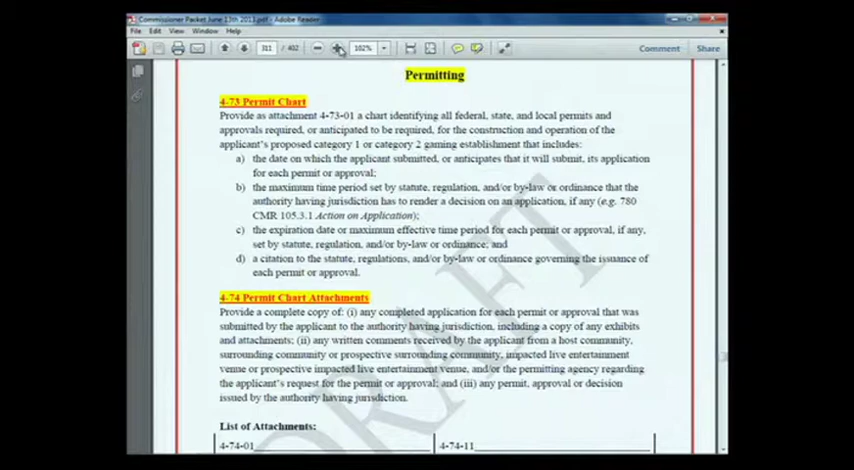 Commissioner Packet June 13th 2013.pdf - Adobe Reader
File Edit View Window Help
311 / 402 102% Comment Share
Permitting
4-73 Permit Chart
Provide as attachment 4-73-01 a chart identifying all federal, state, and local permits and
approvals required, or anticipated to be required, for the construction and operation of the
applicant's proposed category 1 or category 2 gaming establishment that includes:
a) the date on which the applicant submitted, or anticipates that it will submit, its application
for each permit or approval;
b) the maximum time period set by statute, regulation, and/or by-law or ordinance that the
authority having jurisdiction has to render a decision on an application, if any (e.g. 780
CMR 105.3.1 Action on Application);
c) the expiration date or maximum effective time period for each permit or approval, if any,
set by statute, regulation, and/or by-law or ordinance; and
d) a citation to the statute, regulations, and/or by-law or ordinance governing the issuance of
each permit or approval.
4-74 Permit Chart Attachments
Provide a complete copy of: (i) any completed application for each permit or approval that was
submitted by the applicant to the authority having jurisdiction, including a copy of any exhibits
and attachments; (ii) any written comments received by the applicant from a host community,
surrounding community or prospective surrounding community, impacted live entertainment
venue or prospective impacted live entertainment venue, and/or the permitting agency regarding
the applicant's request for the permit or approval; and (iii) any permit, approval or decision
issued by the authority having jurisdiction.
List of Attachments:
4-74-01 4-74-11
DRAFT